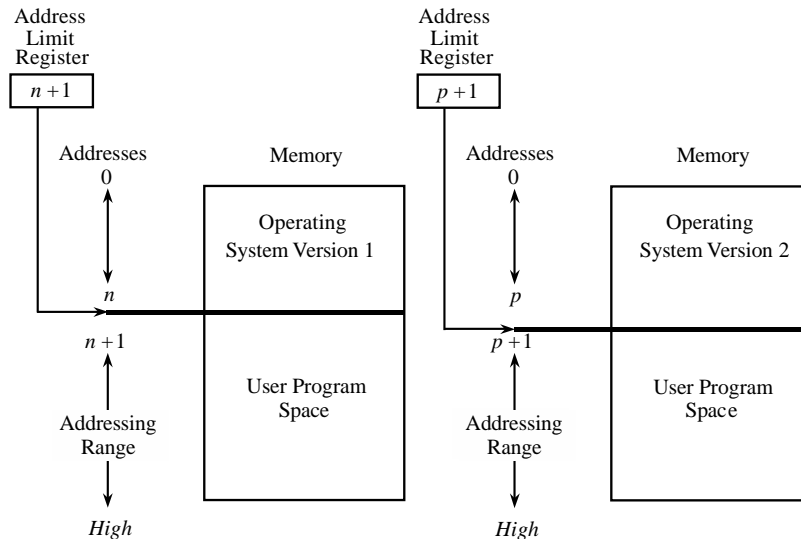 Address
Limit
Register
n + 1
Addresses
0
n
n + 1
Addressing
Range
High
Memory
Operating
System Version 1
User Program
Space
Address
Limit
Register
p + 1
Addresses
0
p
p + 1
Addressing
Range
High
Memory
Operating
System Version 2
User Program
Space